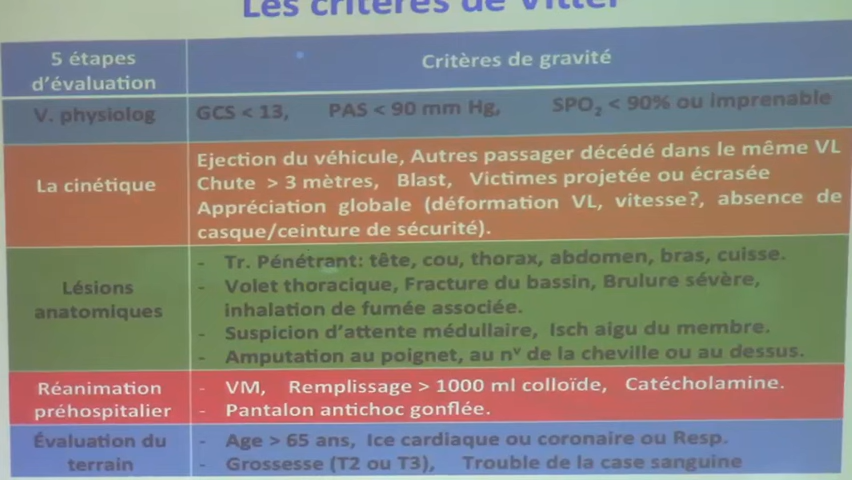 Les critères de Vittel
5 étapes
d'évaluation
Critères de gravité
V. physiolog
GCS < 13, PAS < 90 mm Hg, SPO₂ < 90% ou imprenable
La cinétique
Ejection du véhicule, Autres passager décédé dans le même VL
Chute > 3 mètres, Blast, Victimes projetée ou écrasée
Appréciation globale (déformation VL, vitesse?, absence de
casque/ceinture de sécurité).
Lésions
anatomiques
- Tr. Pénétrant: tête, cou, thorax, abdomen, bras, cuisse.
- Volet thoracique, Fracture du bassin, Brulure sévère,
inhalation de fumée associée.
- Suspicion d'attente médullaire, Isch aigu du membre.
- Amputation au poignet, au nᵛ de la cheville ou au dessus.
Réanimation
préhospitalier
- VM, Remplissage > 1000 ml colloïde, Catécholamine.
- Pantalon antichoc gonflée.
Évaluation du
terrain
- Age > 65 ans, Ice cardiaque ou coronaire ou Resp.
- Grossesse (T2 ou T3), Trouble de la case sanguine